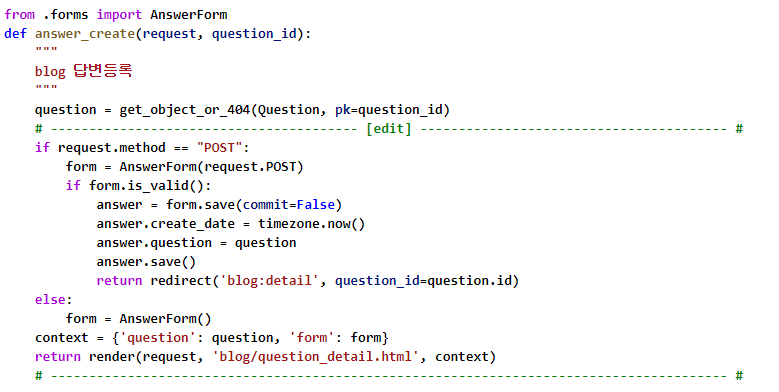 from .forms import AnswerForm
def answer_create(request, question_id):
    """
    blog 답변등록
    """
    question = get_object_or_404(Question, pk=question_id)
    # ---------------------------------------- [edit] ---------------------------------------- #
    if request.method == "POST":
        form = AnswerForm(request.POST)
        if form.is_valid():
            answer = form.save(commit=False)
            answer.create_date = timezone.now()
            answer.question = question
            answer.save()
            return redirect('blog:detail', question_id=question.id)
    else:
        form = AnswerForm()
    context = {'question': question, 'form': form}
    return render(request, 'blog/question_detail.html', context)
    # ---------------------------------------------------------------------------------------- #